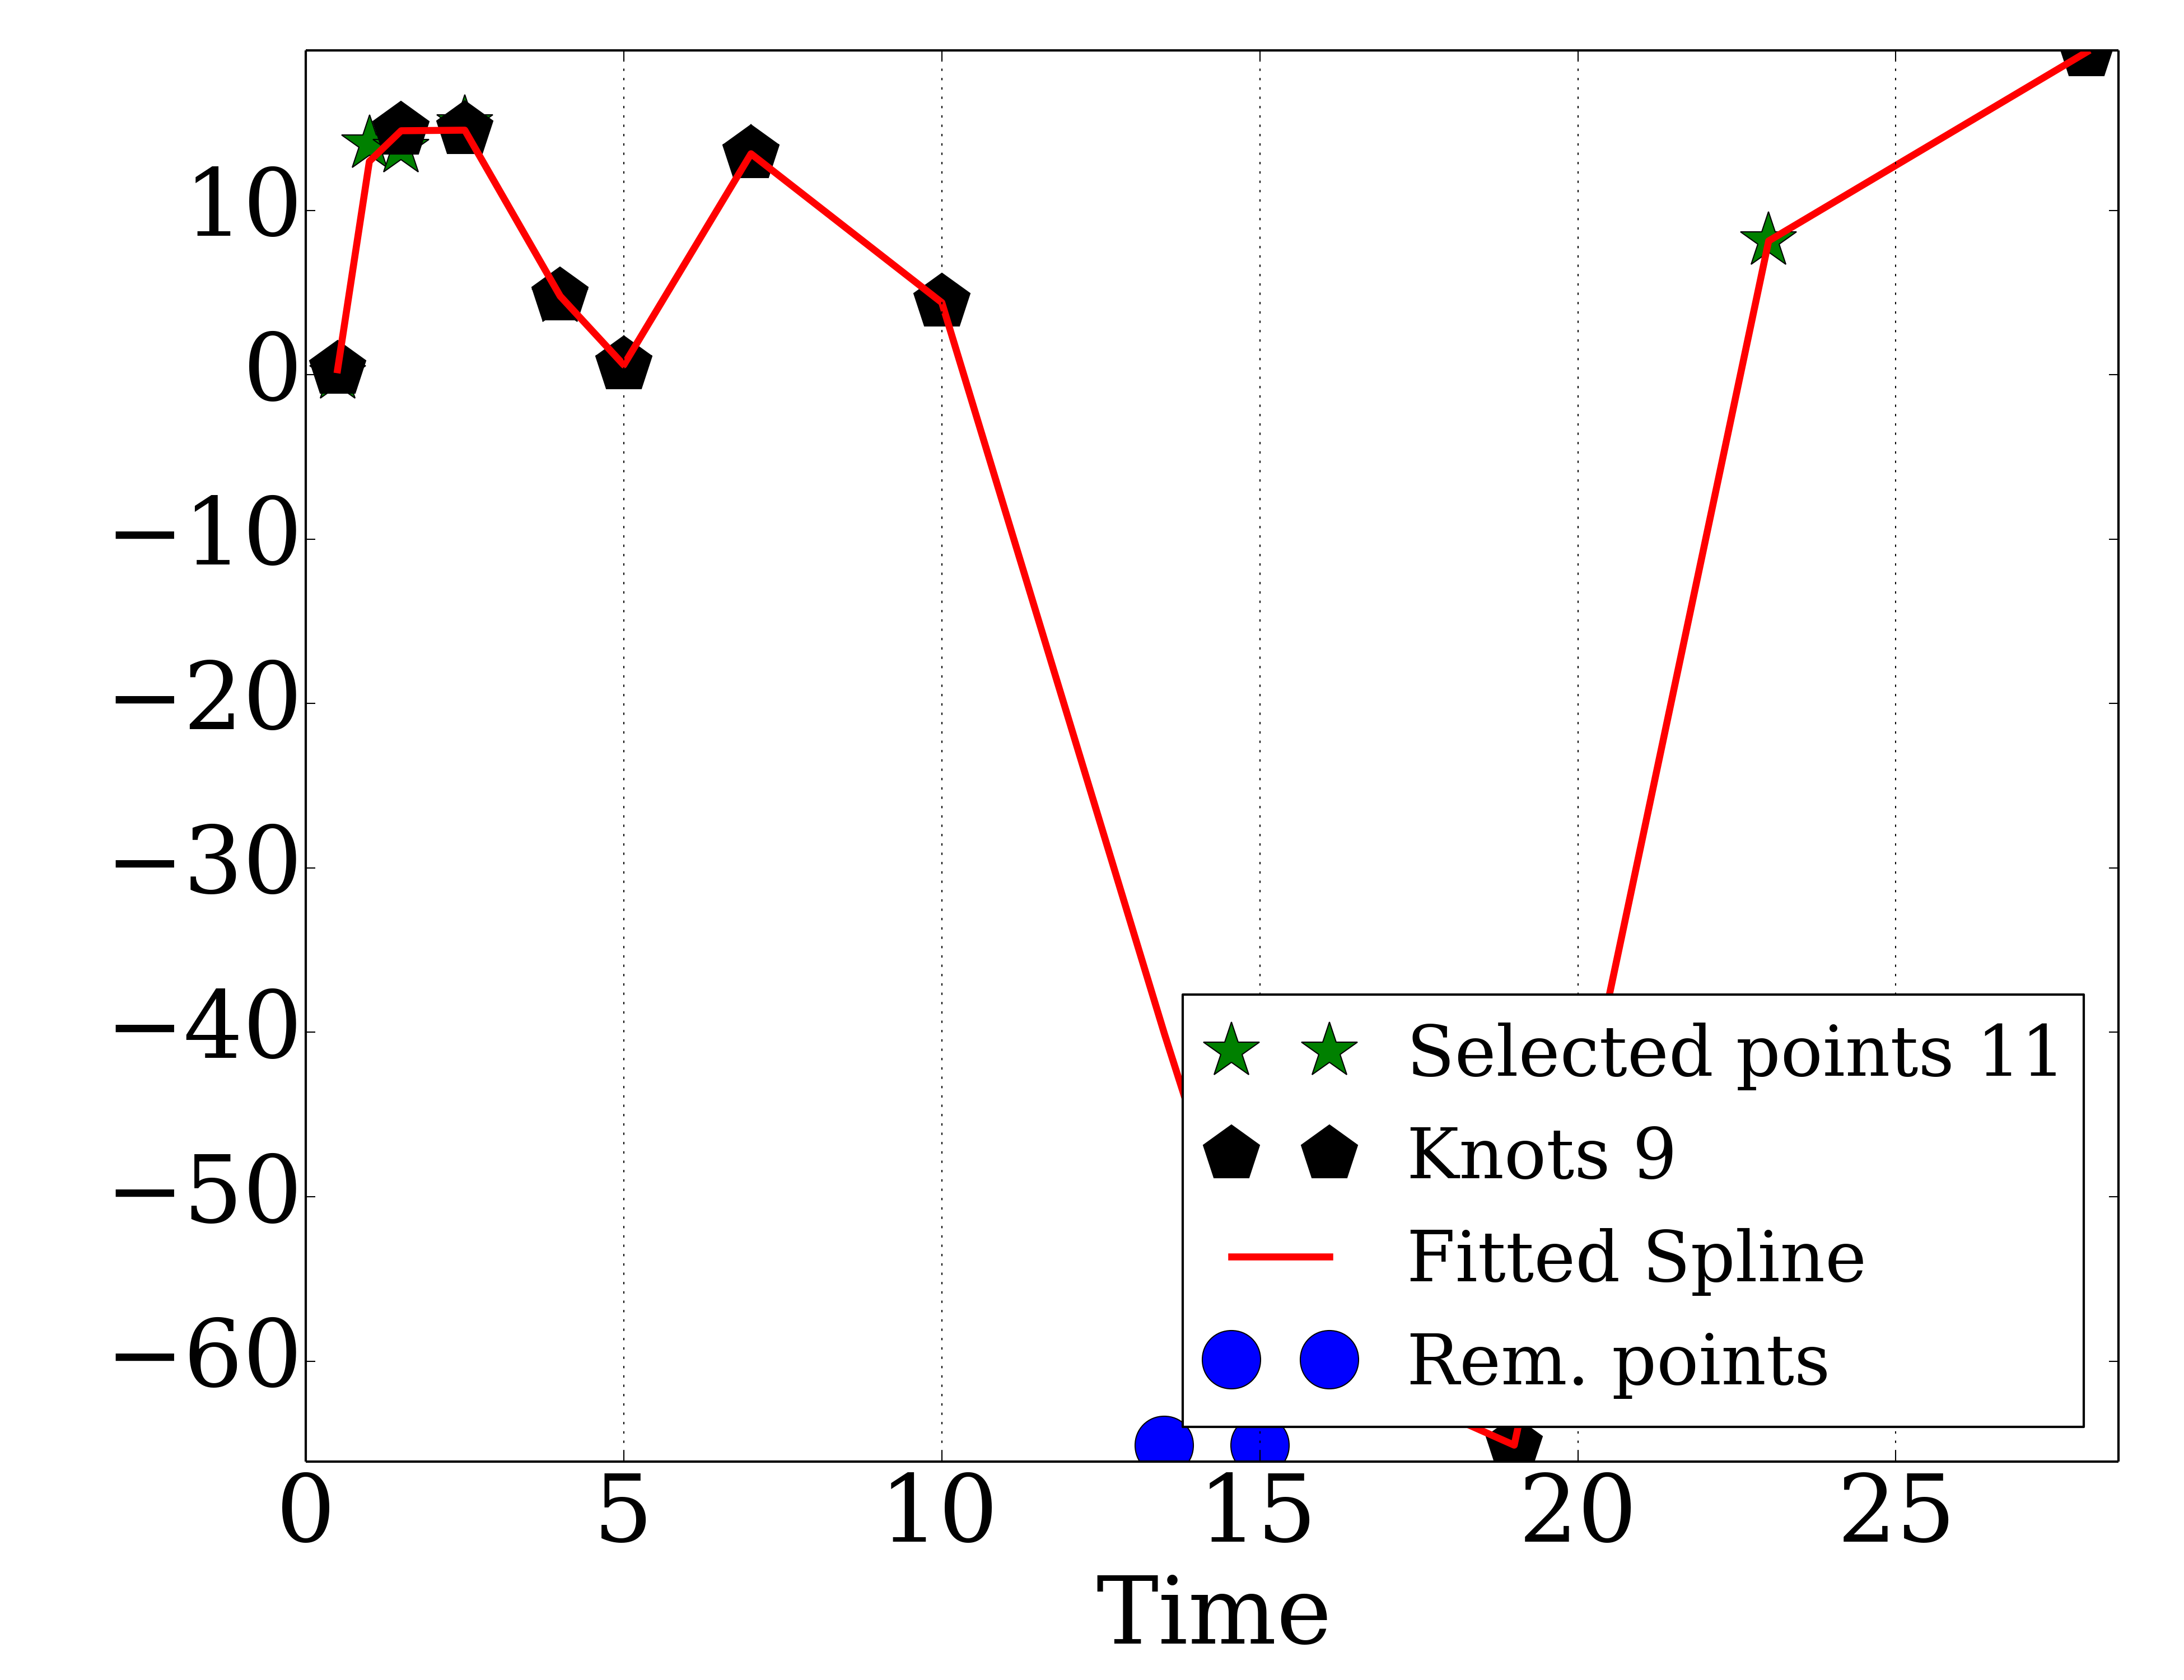 10
0
−10
−20
−30
−40
−50
−60
Selected points 11
Knots 9
Fitted Spline
Rem. points
0 5 10 15 20 25
Time